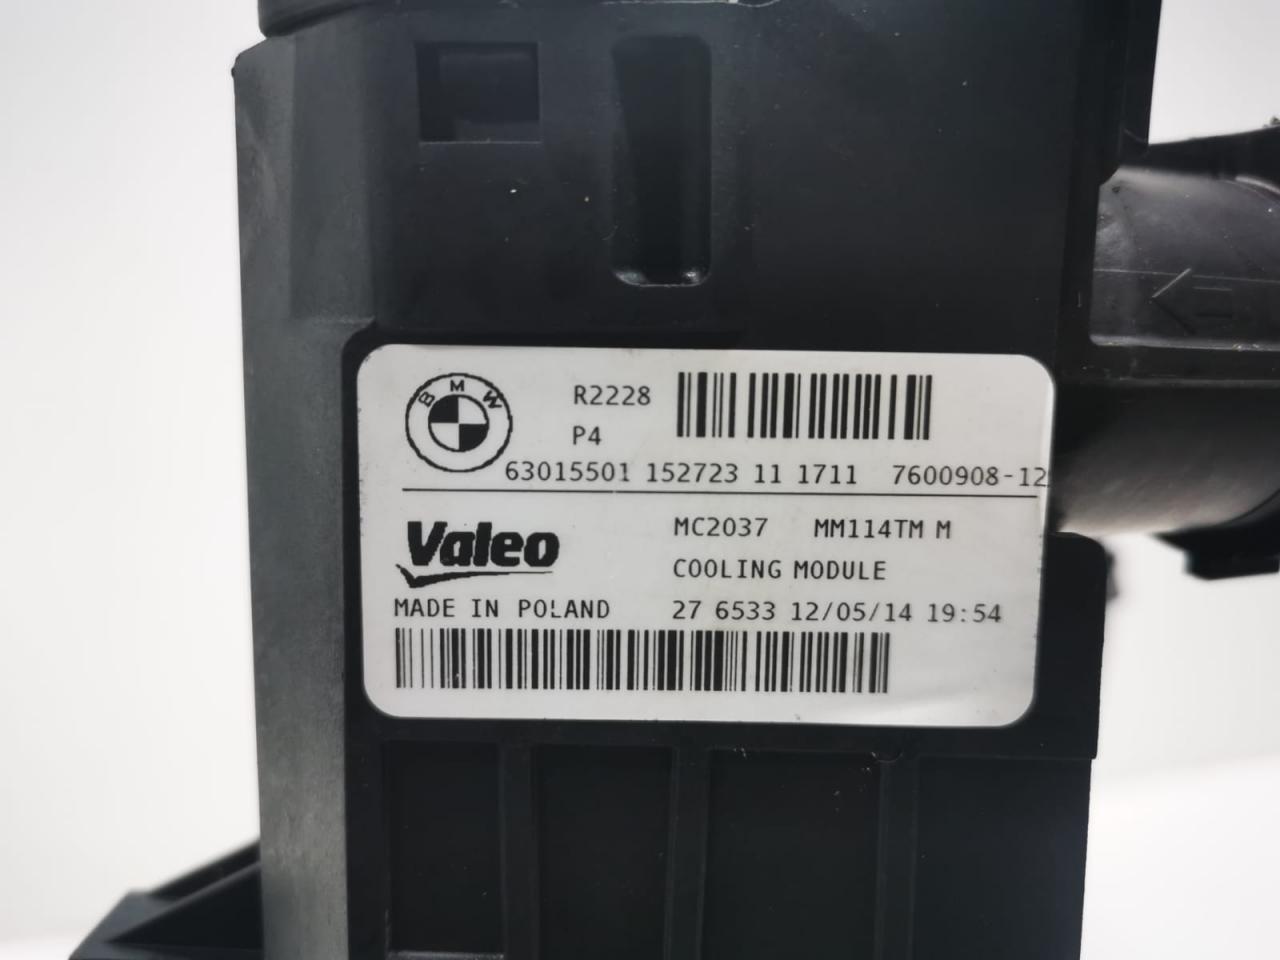 BMW
R2228
P4
63015501 152723 11 1711 7600908-12
Valeo
MC2037 MM114TM M
COOLING MODULE
MADE IN POLAND 27 6533 12/05/14 19:54